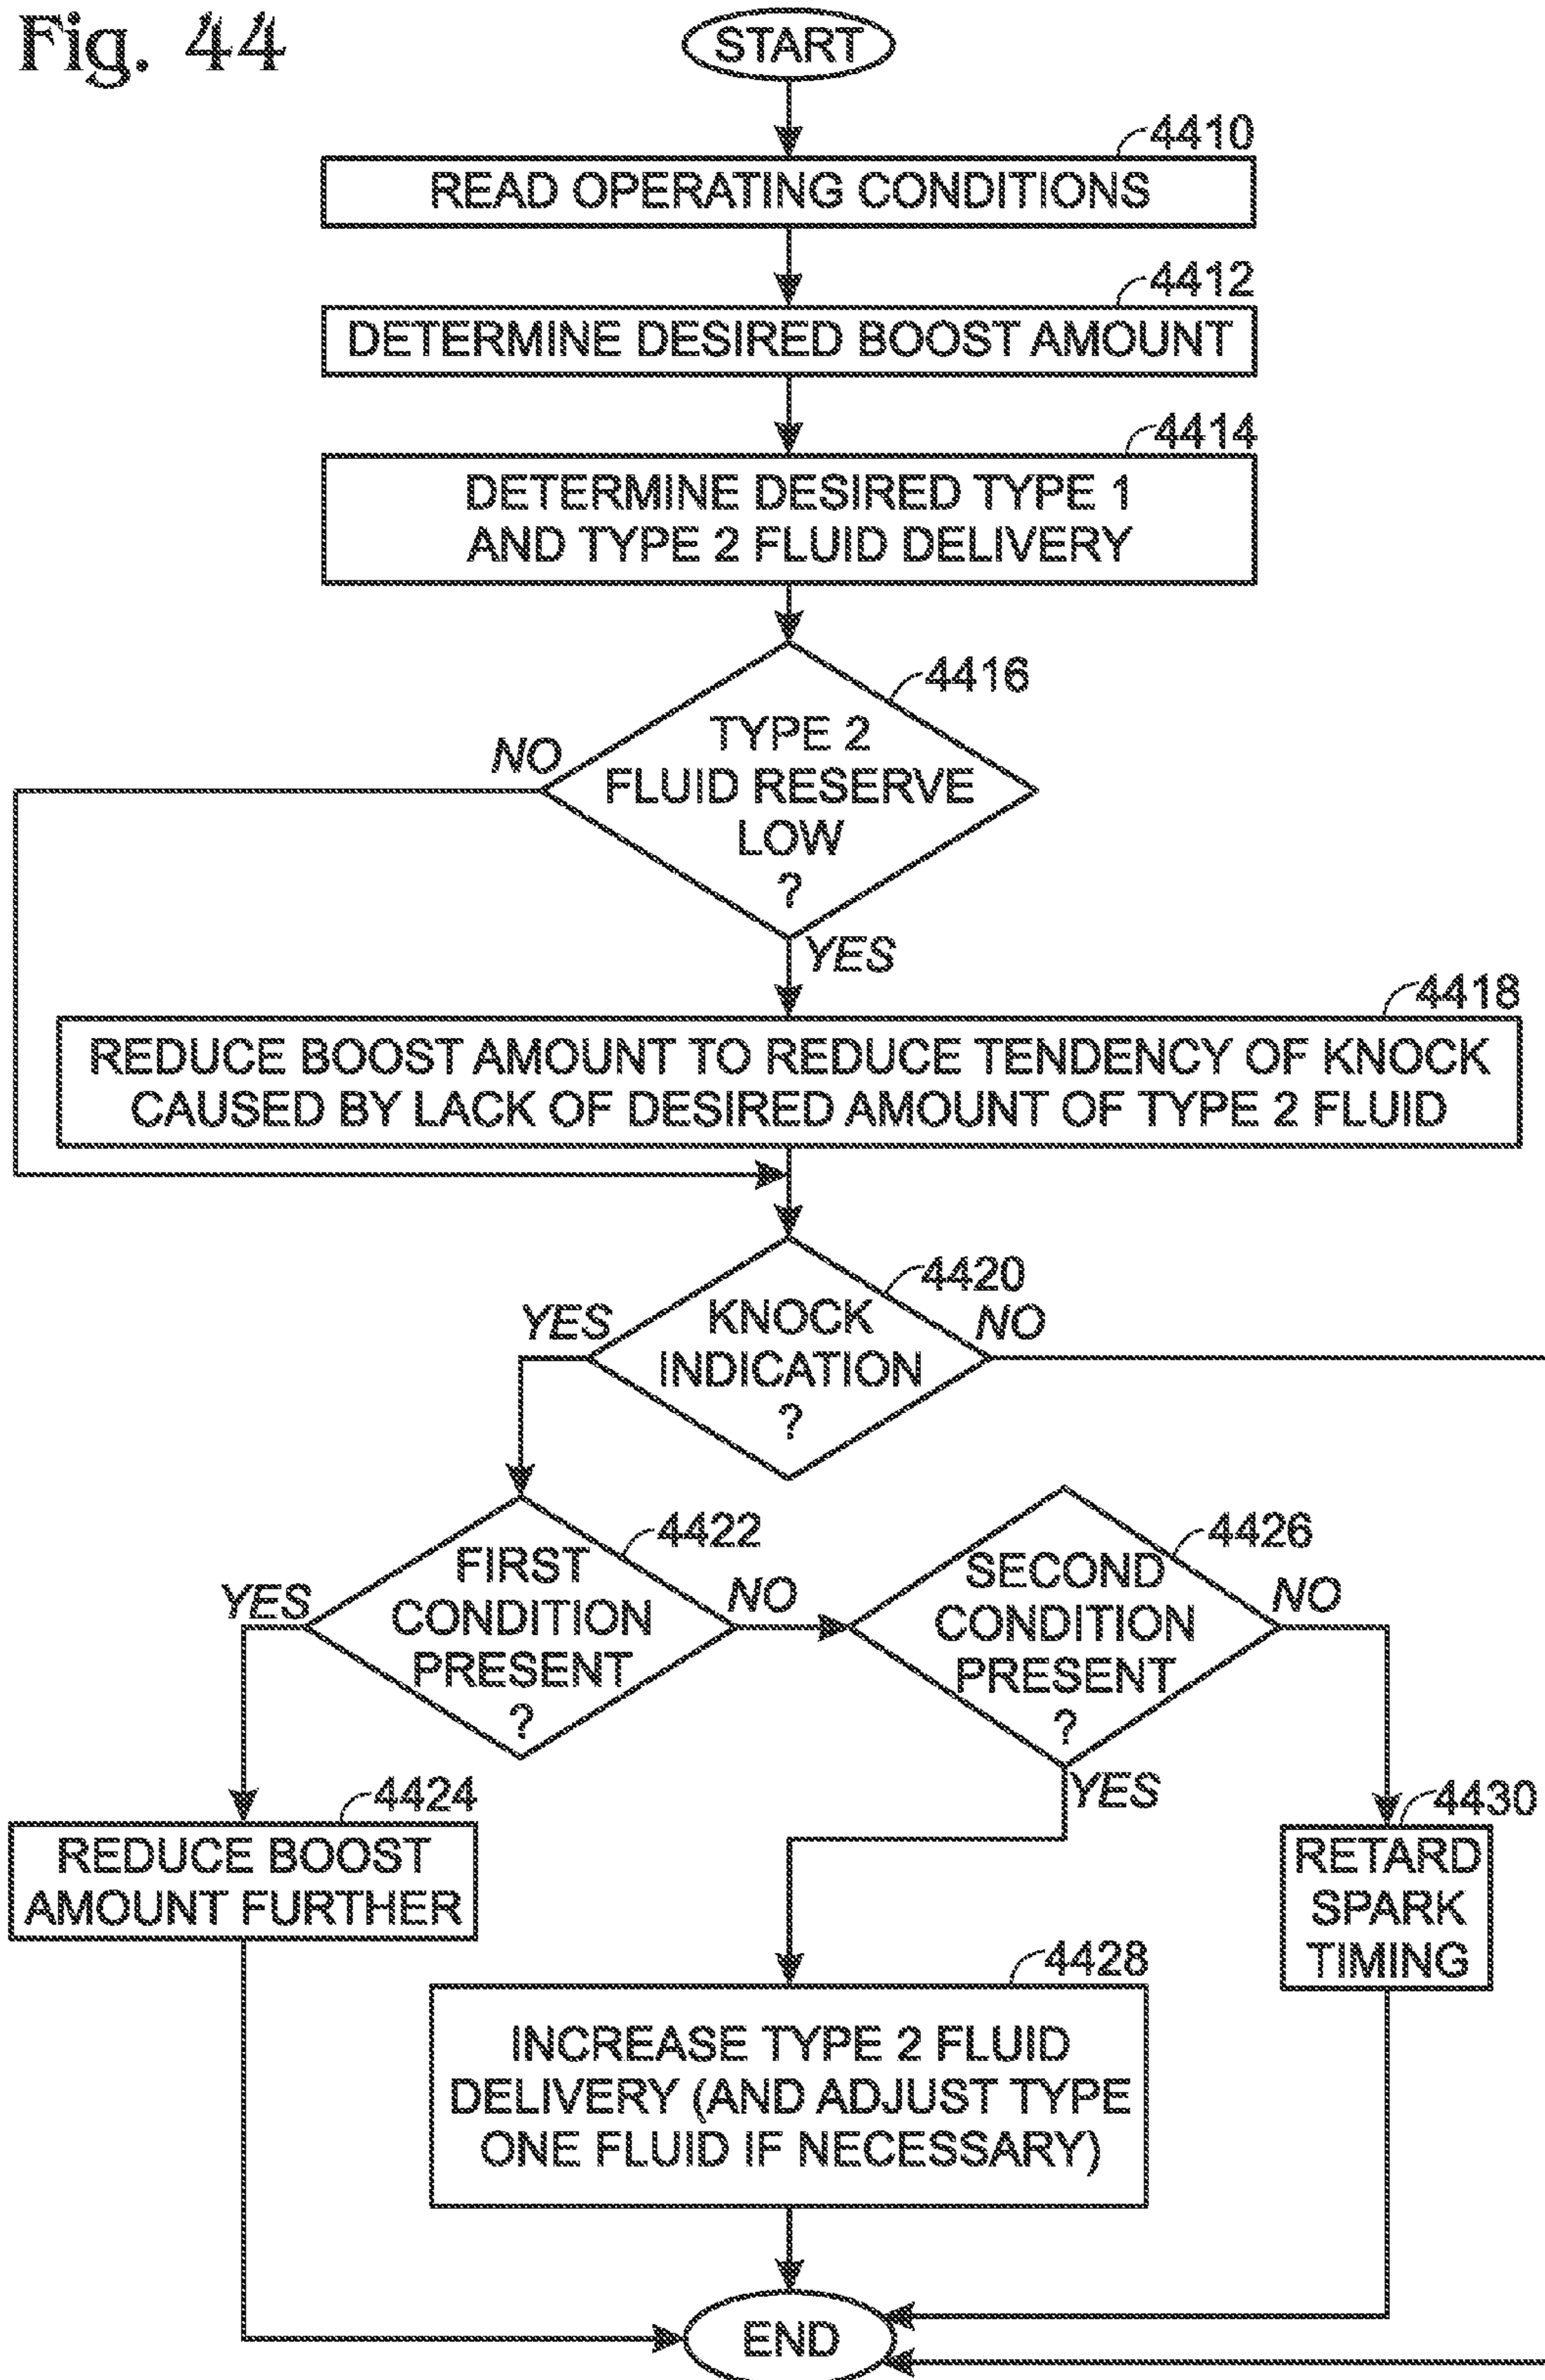 Fig. 44
START
4410
READ OPERATING CONDITIONS
4412
DETERMINE DESIRED BOOST AMOUNT
4414
DETERMINE DESIRED TYPE 1
AND TYPE 2 FLUID DELIVERY
4416
TYPE 2
FLUID RESERVE
LOW
?
NO
YES
4418
REDUCE BOOST AMOUNT TO REDUCE TENDENCY OF KNOCK
CAUSED BY LACK OF DESIRED AMOUNT OF TYPE 2 FLUID
4420
KNOCK
INDICATION
?
YES
NO
4422
FIRST
CONDITION
PRESENT
?
YES
NO
4426
SECOND
CONDITION
PRESENT
?
NO
YES
4424
REDUCE BOOST
AMOUNT FURTHER
4430
RETARD
SPARK
TIMING
4428
INCREASE TYPE 2 FLUID
DELIVERY (AND ADJUST TYPE
ONE FLUID IF NECESSARY)
END